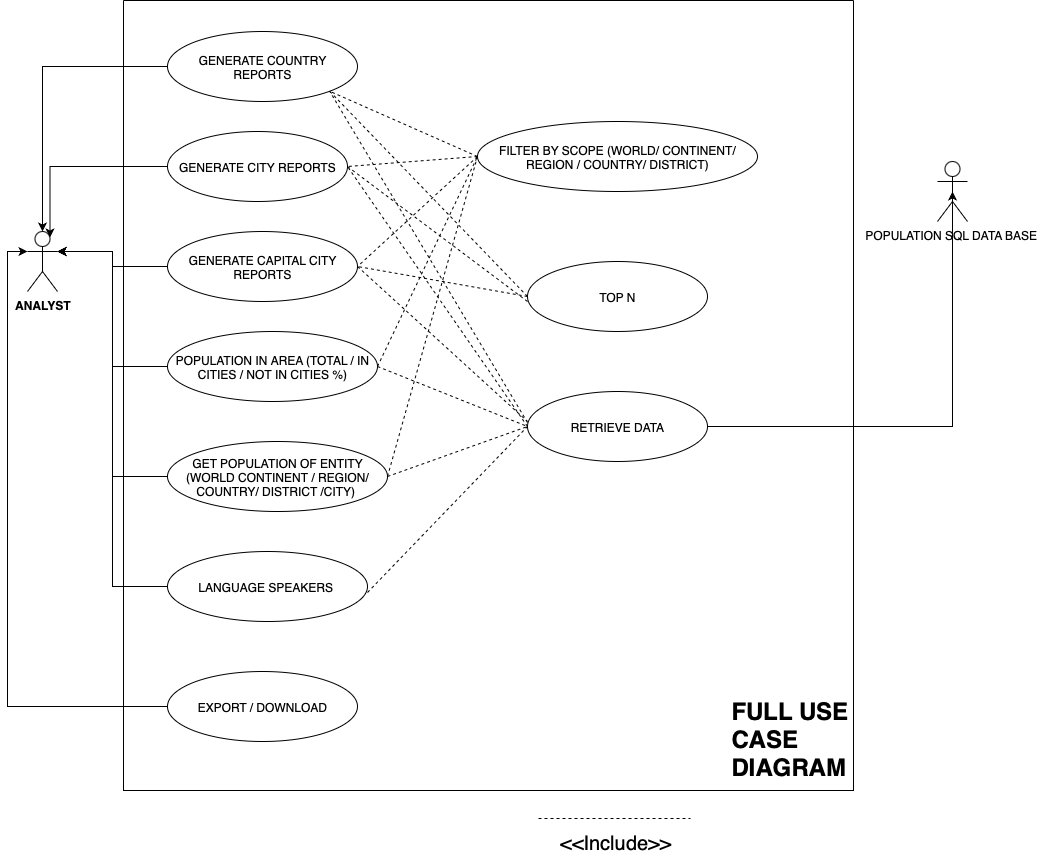 GENERATE COUNTRY
REPORTS
GENERATE CITY REPORTS
FILTER BY SCOPE (WORLD/ CONTINENT/
REGION / COUNTRY/ DISTRICT)
POPULATION SQL DATA BASE
GENERATE CAPITAL CITY
REPORTS
ANALYST
TOP N
POPULATION IN AREA (TOTAL / IN
CITIES / NOT IN CITIES %)
RETRIEVE DATA
GET POPULATION OF ENTITY
(WORLD CONTINENT / REGION/
COUNTRY/ DISTRICT /CITY)
LANGUAGE SPEAKERS
EXPORT / DOWNLOAD
FULL USE
CASE
DIAGRAM
<<Include>>